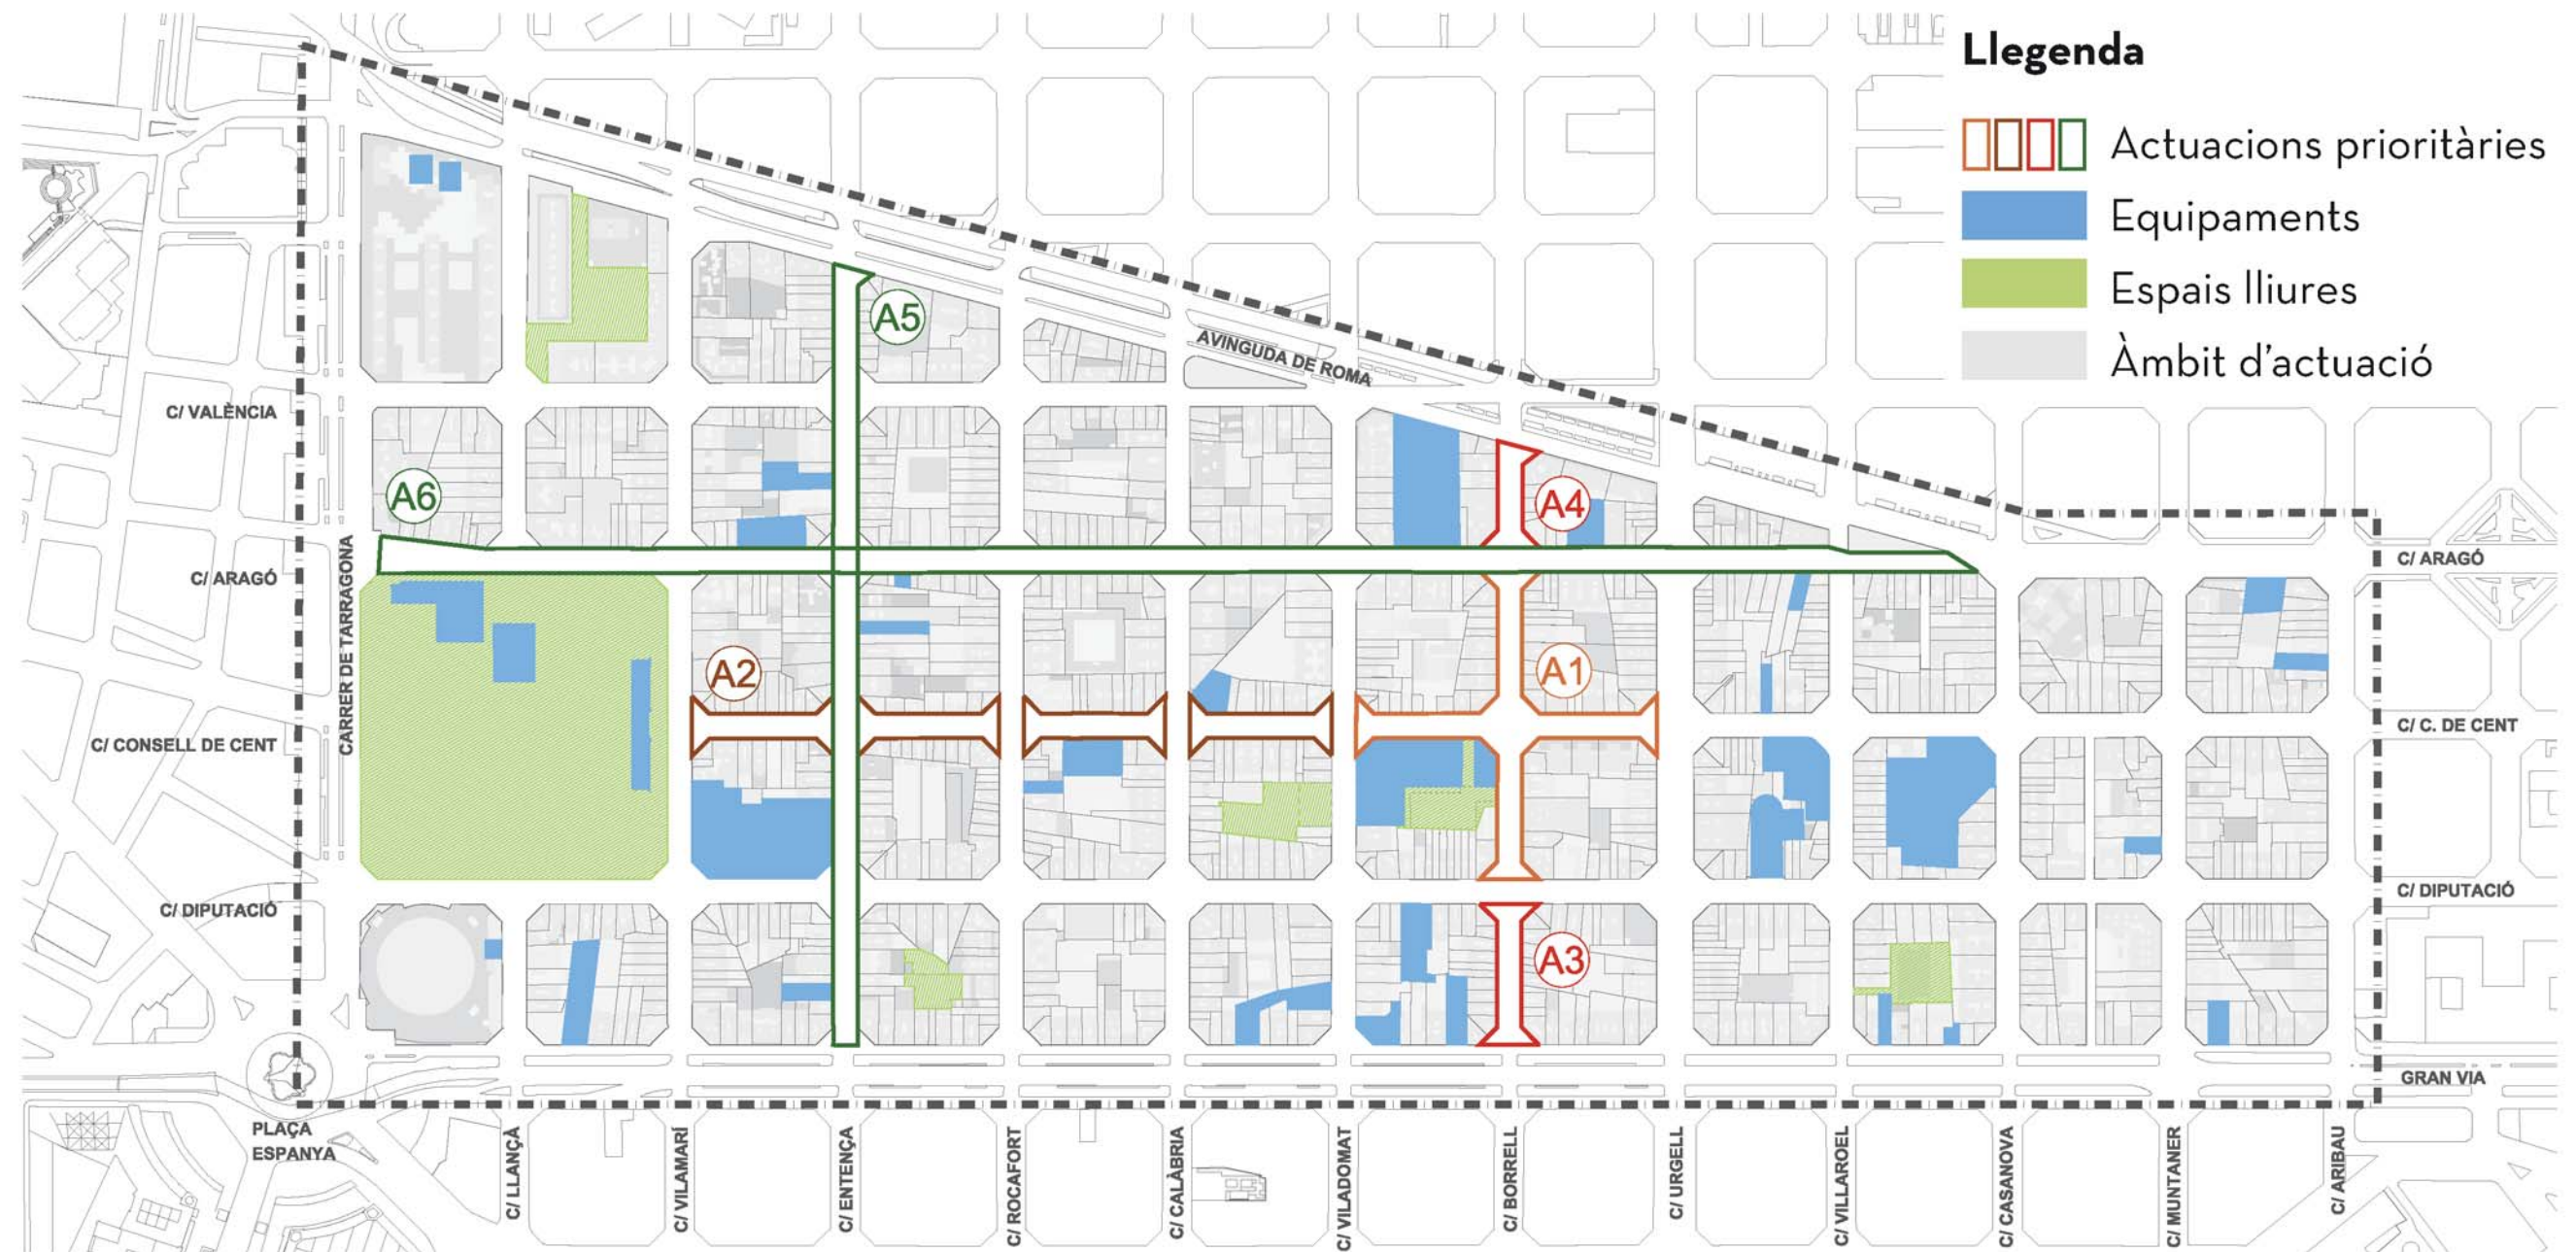 Llegenda
Actuacions prioritàries
Equipaments
Espais lliures
Àmbit d'actuació
A5
AVINGUDA DE ROMA
C/ VALÈNCIA
A6
A4
CARRER DE TARRAGONA
C/ ARAGÓ
C/ ARAGÓ
A2
A1
C/ CONSELL DE CENT
C/ C. DE CENT
C/ DIPUTACIÓ
C/ DIPUTACIÓ
A3
GRAN VIA
PLAÇA
ESPANYA
C/ LLANÇÀ
C/ VILAMARÍ
C/ ENTENÇA
C/ ROCAFORT
C/ CALÀBRIA
C/ VILADOMAT
C/ BORRELL
C/ URGELL
C/ VILLAROEL
C/ CASANOVA
C/ MUNTANER
C/ ARIBAU